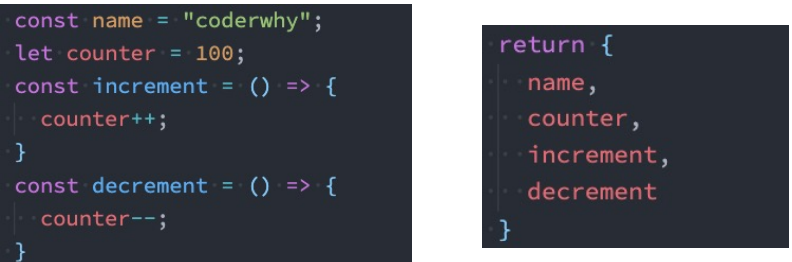 const name = "coderwhy";
let counter = 100;
const increment = () => {
  counter++;
}
const decrement = () => {
  counter--;
}
return {
  name,
  counter,
  increment,
  decrement
}